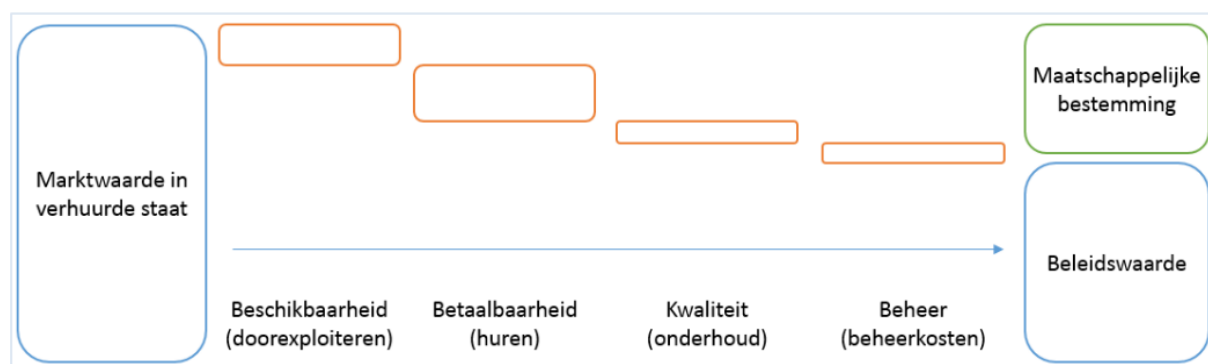 Marktwaarde in
verhuurde staat
Beschikbaarheid
(doorexploiteren)
Betaalbaarheid
(huren)
Kwaliteit
(onderhoud)
Beheer
(beheerkosten)
Maatschappelijke
bestemming
Beleidswaarde